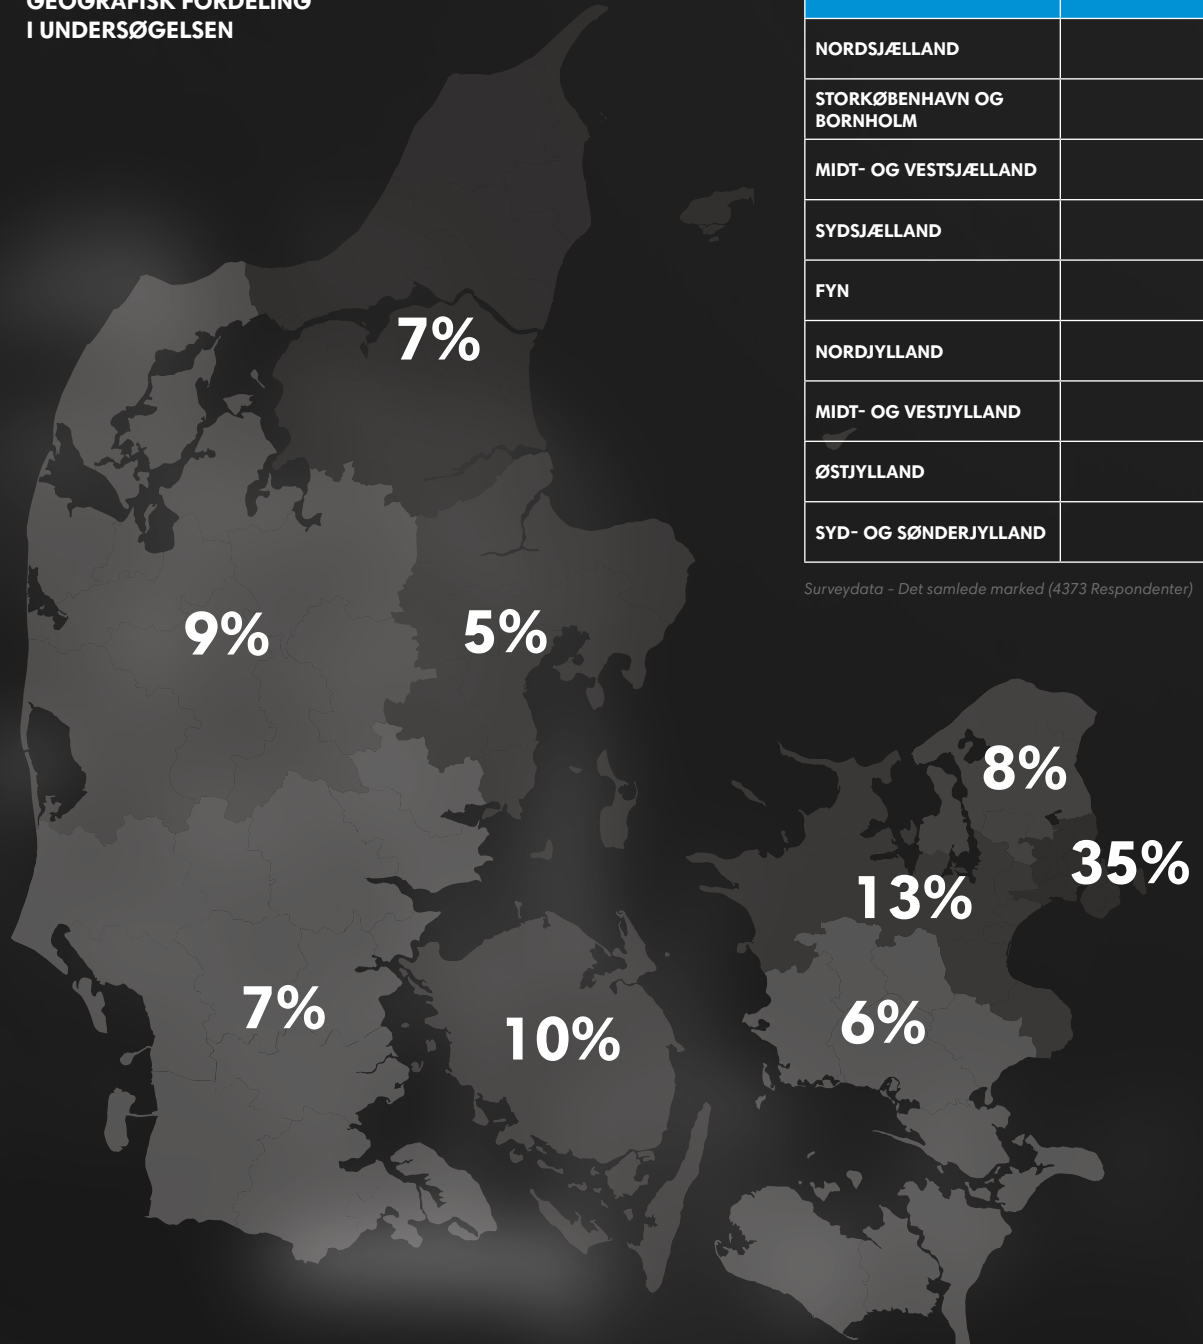 GEOGRAFISK FORDELING
I UNDERSØGELSEN
NORDSJÆLLAND
STORKØBENHAVN OG
BORNHOLM
MIDT- OG VESTSJÆLLAND
SYDSJÆLLAND
FYN
NORDJYLLAND
MIDT- OG VESTJYLLAND
ØSTJYLLAND
SYD- OG SØNDERJYLLAND
Surveydata - Det samlede marked (4373 Respondenter)
7%
9%
5%
8%
35%
13%
7%
10%
6%